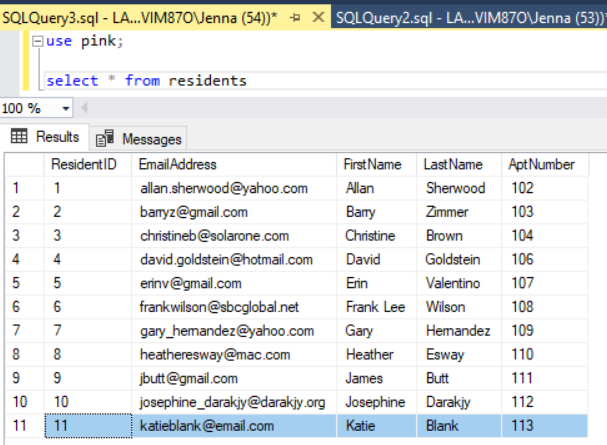 SQLQuery3.sql - LA...VIM87O\Jenna (54))* SQLQuery2.sql - LA...VIM87O\Jenna (53))*
use pink;
select * from residents
100 %
Results Messages
ResidentID EmailAddress FirstName LastName AptNumber
1 1 allan.sherwood@yahoo.com Allan Sherwood 102
2 2 barryz@gmail.com Barry Zimmer 103
3 3 christineb@solarone.com Christine Brown 104
4 4 david.goldstein@hotmail.com David Goldstein 106
5 5 erinv@gmail.com Erin Valentino 107
6 6 frankwilson@sbcglobal.net Frank Lee Wilson 108
7 7 gary_hernandez@yahoo.com Gary Hernandez 109
8 8 heatheresway@mac.com Heather Esway 110
9 9 jbutt@gmail.com James Butt 111
10 10 josephine_darakjy@darakjy.org Josephine Darakjy 112
11 11 katieblank@email.com Katie Blank 113